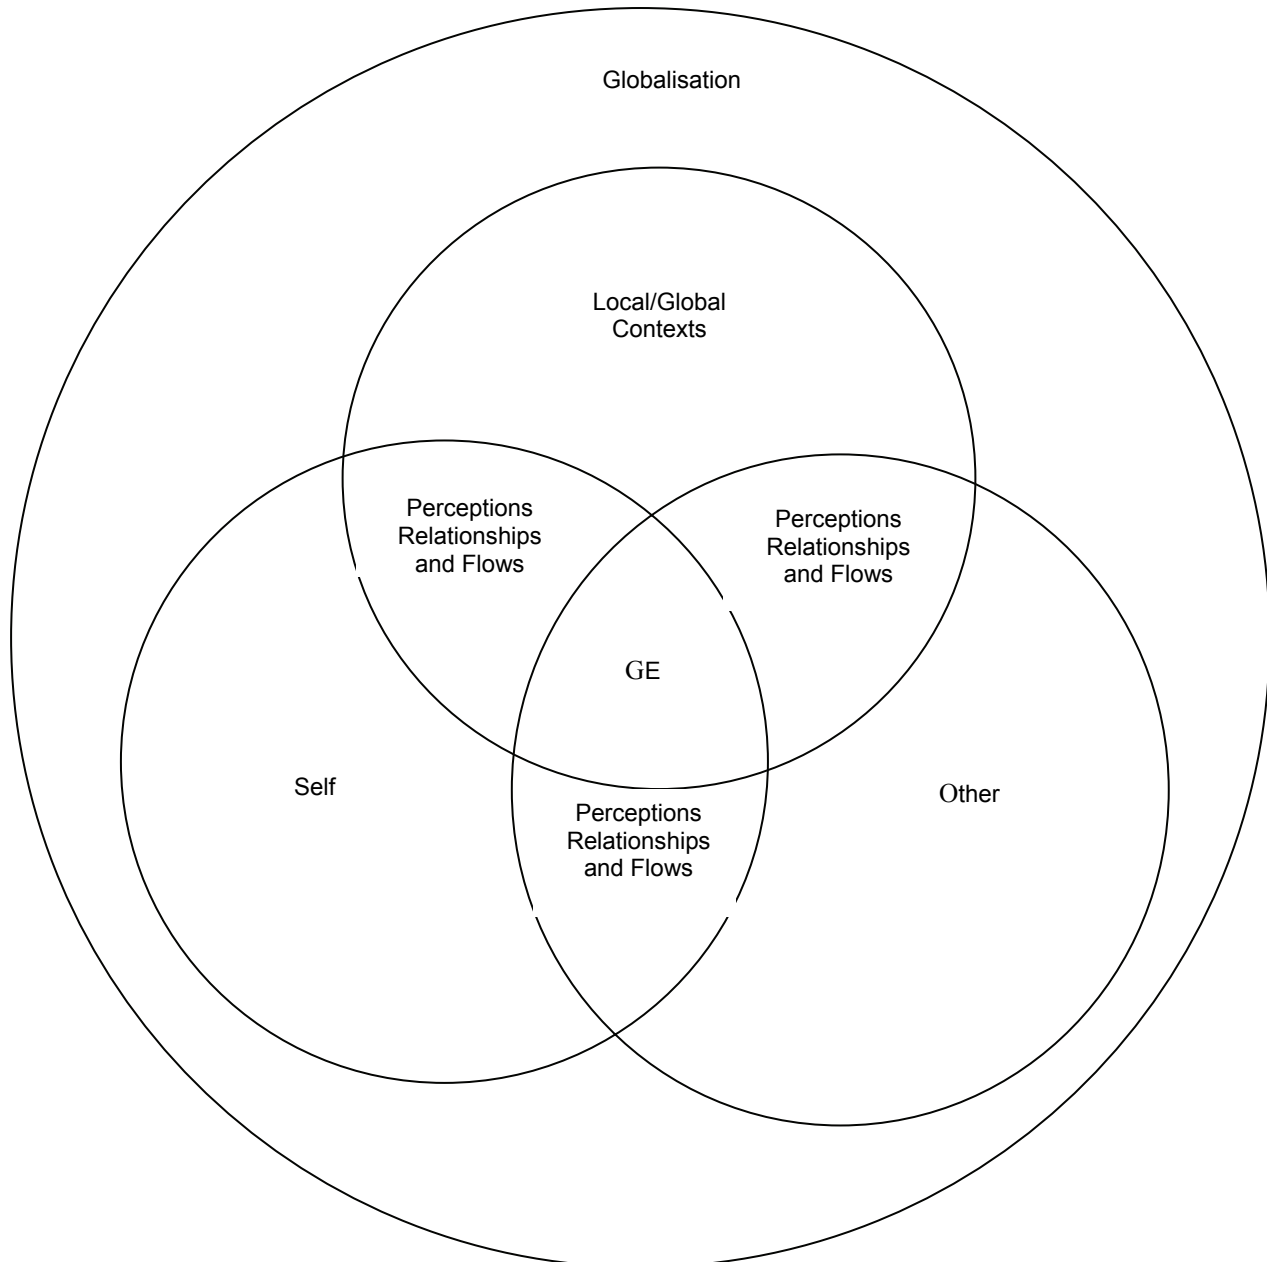 Globalisation
Local/Global
Contexts
Perceptions
Relationships
and Flows
Perceptions
Relationships
and Flows
GE
Self
Other
Perceptions
Relationships
and Flows